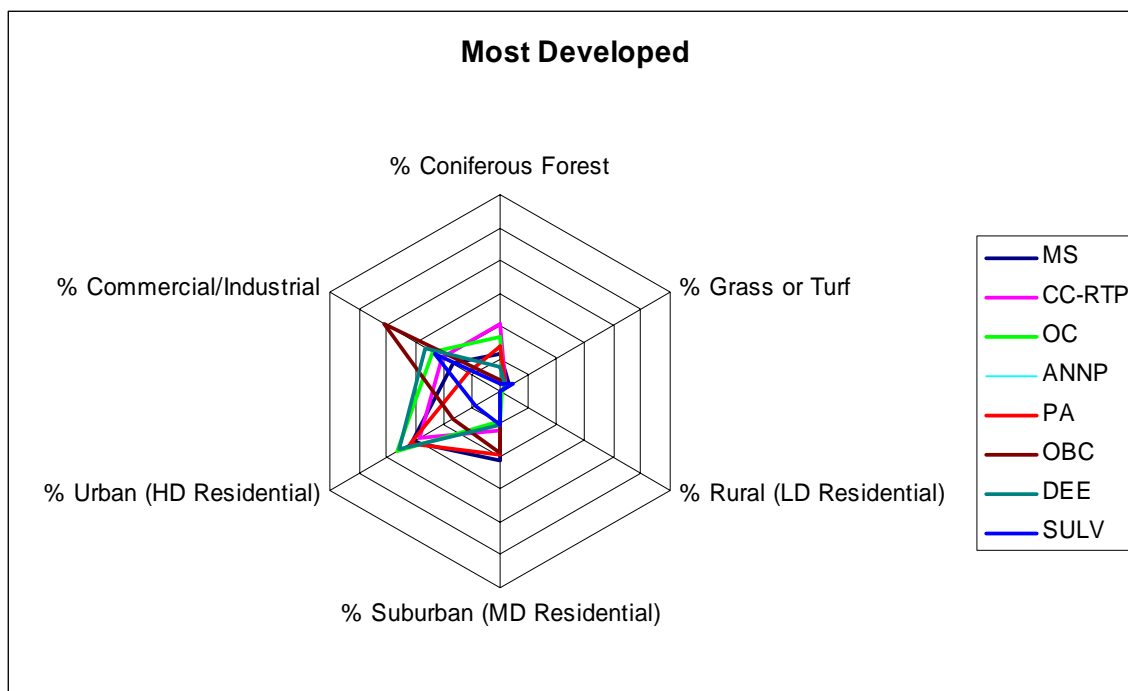 Most Developed
% Coniferous Forest
% Commercial/Industrial
% Grass or Turf
% Urban (HD Residential)
% Rural (LD Residential)
% Suburban (MD Residential)
MS
CC-RTP
OC
ANNP
PA
OBC
DEE
SULV